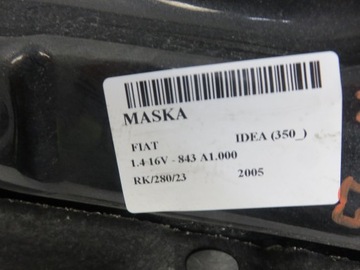 MASKA
FIAT IDEA (350_)
1.4 16V - 843 A1.000
RK/280/23 2005